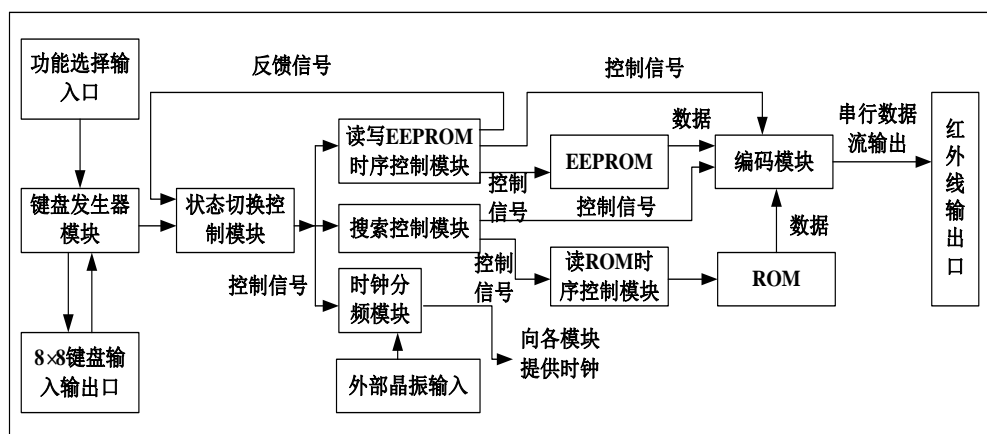 功能选择输
入口
反馈信号
控制信号
读写EEPROM
时序控制模块
数据
EEPROM
编码模块
串行数据
流输出
红
外
线
输
出
口
控制
信号
控制信号
键盘发生器
模块
状态切换控
制模块
搜索控制模块
数据
控制信号
控制
信号
时钟分
频模块
读ROM时
序控制模块
ROM
8×8键盘输
入输出口
外部晶振输入
向各模块
提供时钟